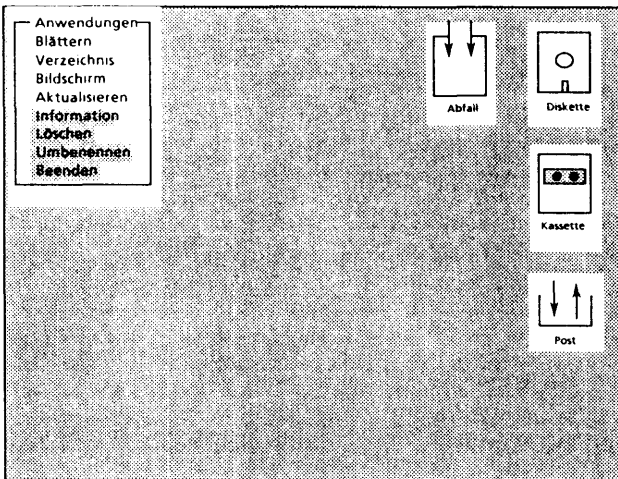 Anwendungen
Blättern
Verzeichnis
Bildschirm
Aktualisieren
Information
Löschen
Umbenennen
Beenden
Abfall
Diskette
Kassette
Post